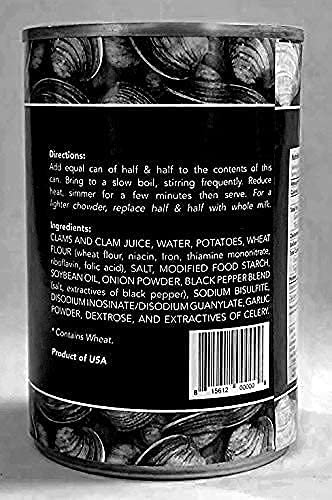 Directions:
Add equal can of half & half to the contents of this
can. Bring to a slow boil, stirring frequently. Reduce
heat, simmer for a few minutes then serve. For a
lighter chowder, replace half & half with whole milk.
Ingredients:
CLAMS AND CLAM JUICE, WATER, POTATOES, WHEAT
FLOUR (wheat flour, niacin, Iron, thiamine mononitrate,
riboflavin, folic acid), SALT, MODIFIED FOOD STARCH,
SOYBEAN OIL, ONION POWDER, BLACK PEPPER BLEND
(salt, extractives of black pepper), SODIUM BISULFITE,
DISODIUM INOSINATE/DISODIUM GUANYLATE, GARLIC
POWDER, DEXTROSE, AND EXTRACTIVES OF CELERY.
* Contains Wheat.
Product of USA
8 15612 00000